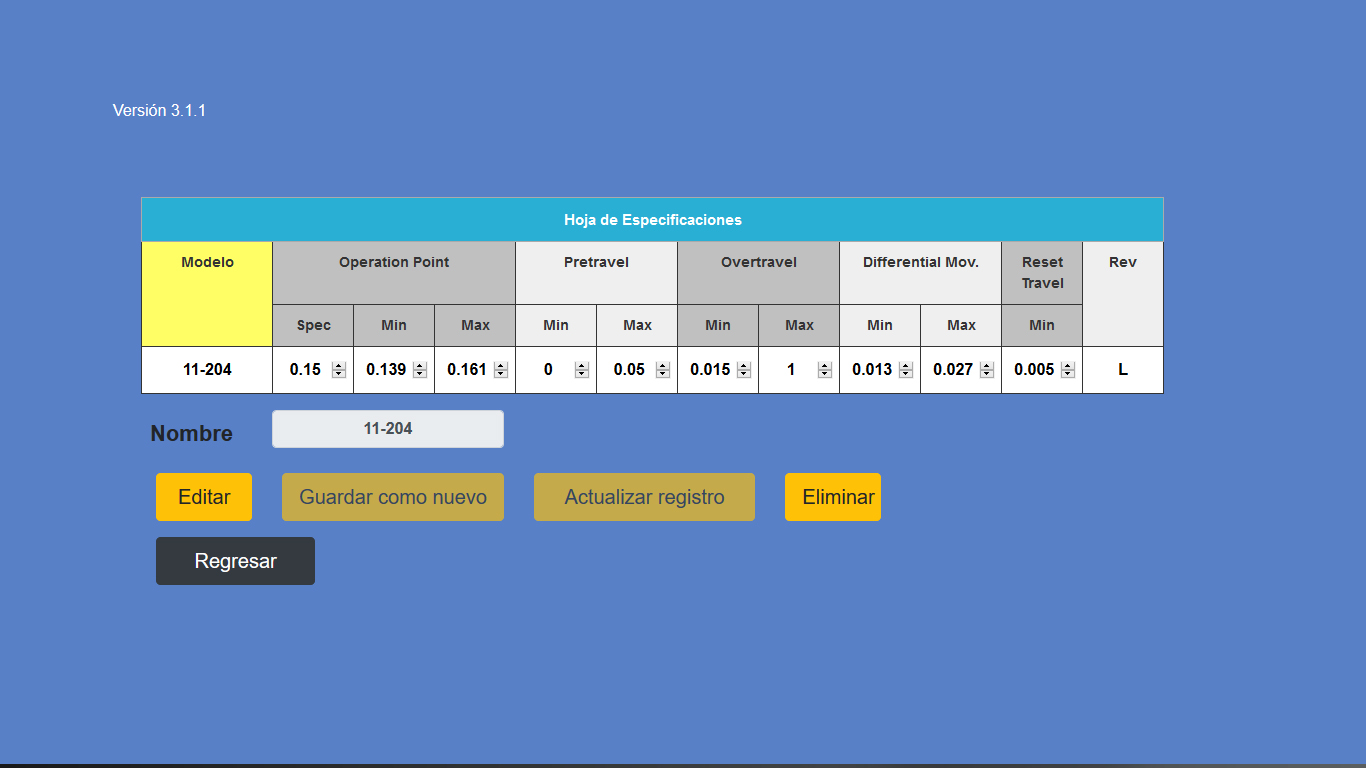 Versión 3.1.1
Hoja de Especificaciones
Modelo Operation Point Pretravel Overtravel Differential Mov. Reset Travel Rev
Spec Min Max Min Max Min Max Min Max Min
11-204 0.15 0.139 0.161 0 0.05 0.015 1 0.013 0.027 0.005 L
Nombre 11-204
Editar Guardar como nuevo Actualizar registro Eliminar
Regresar